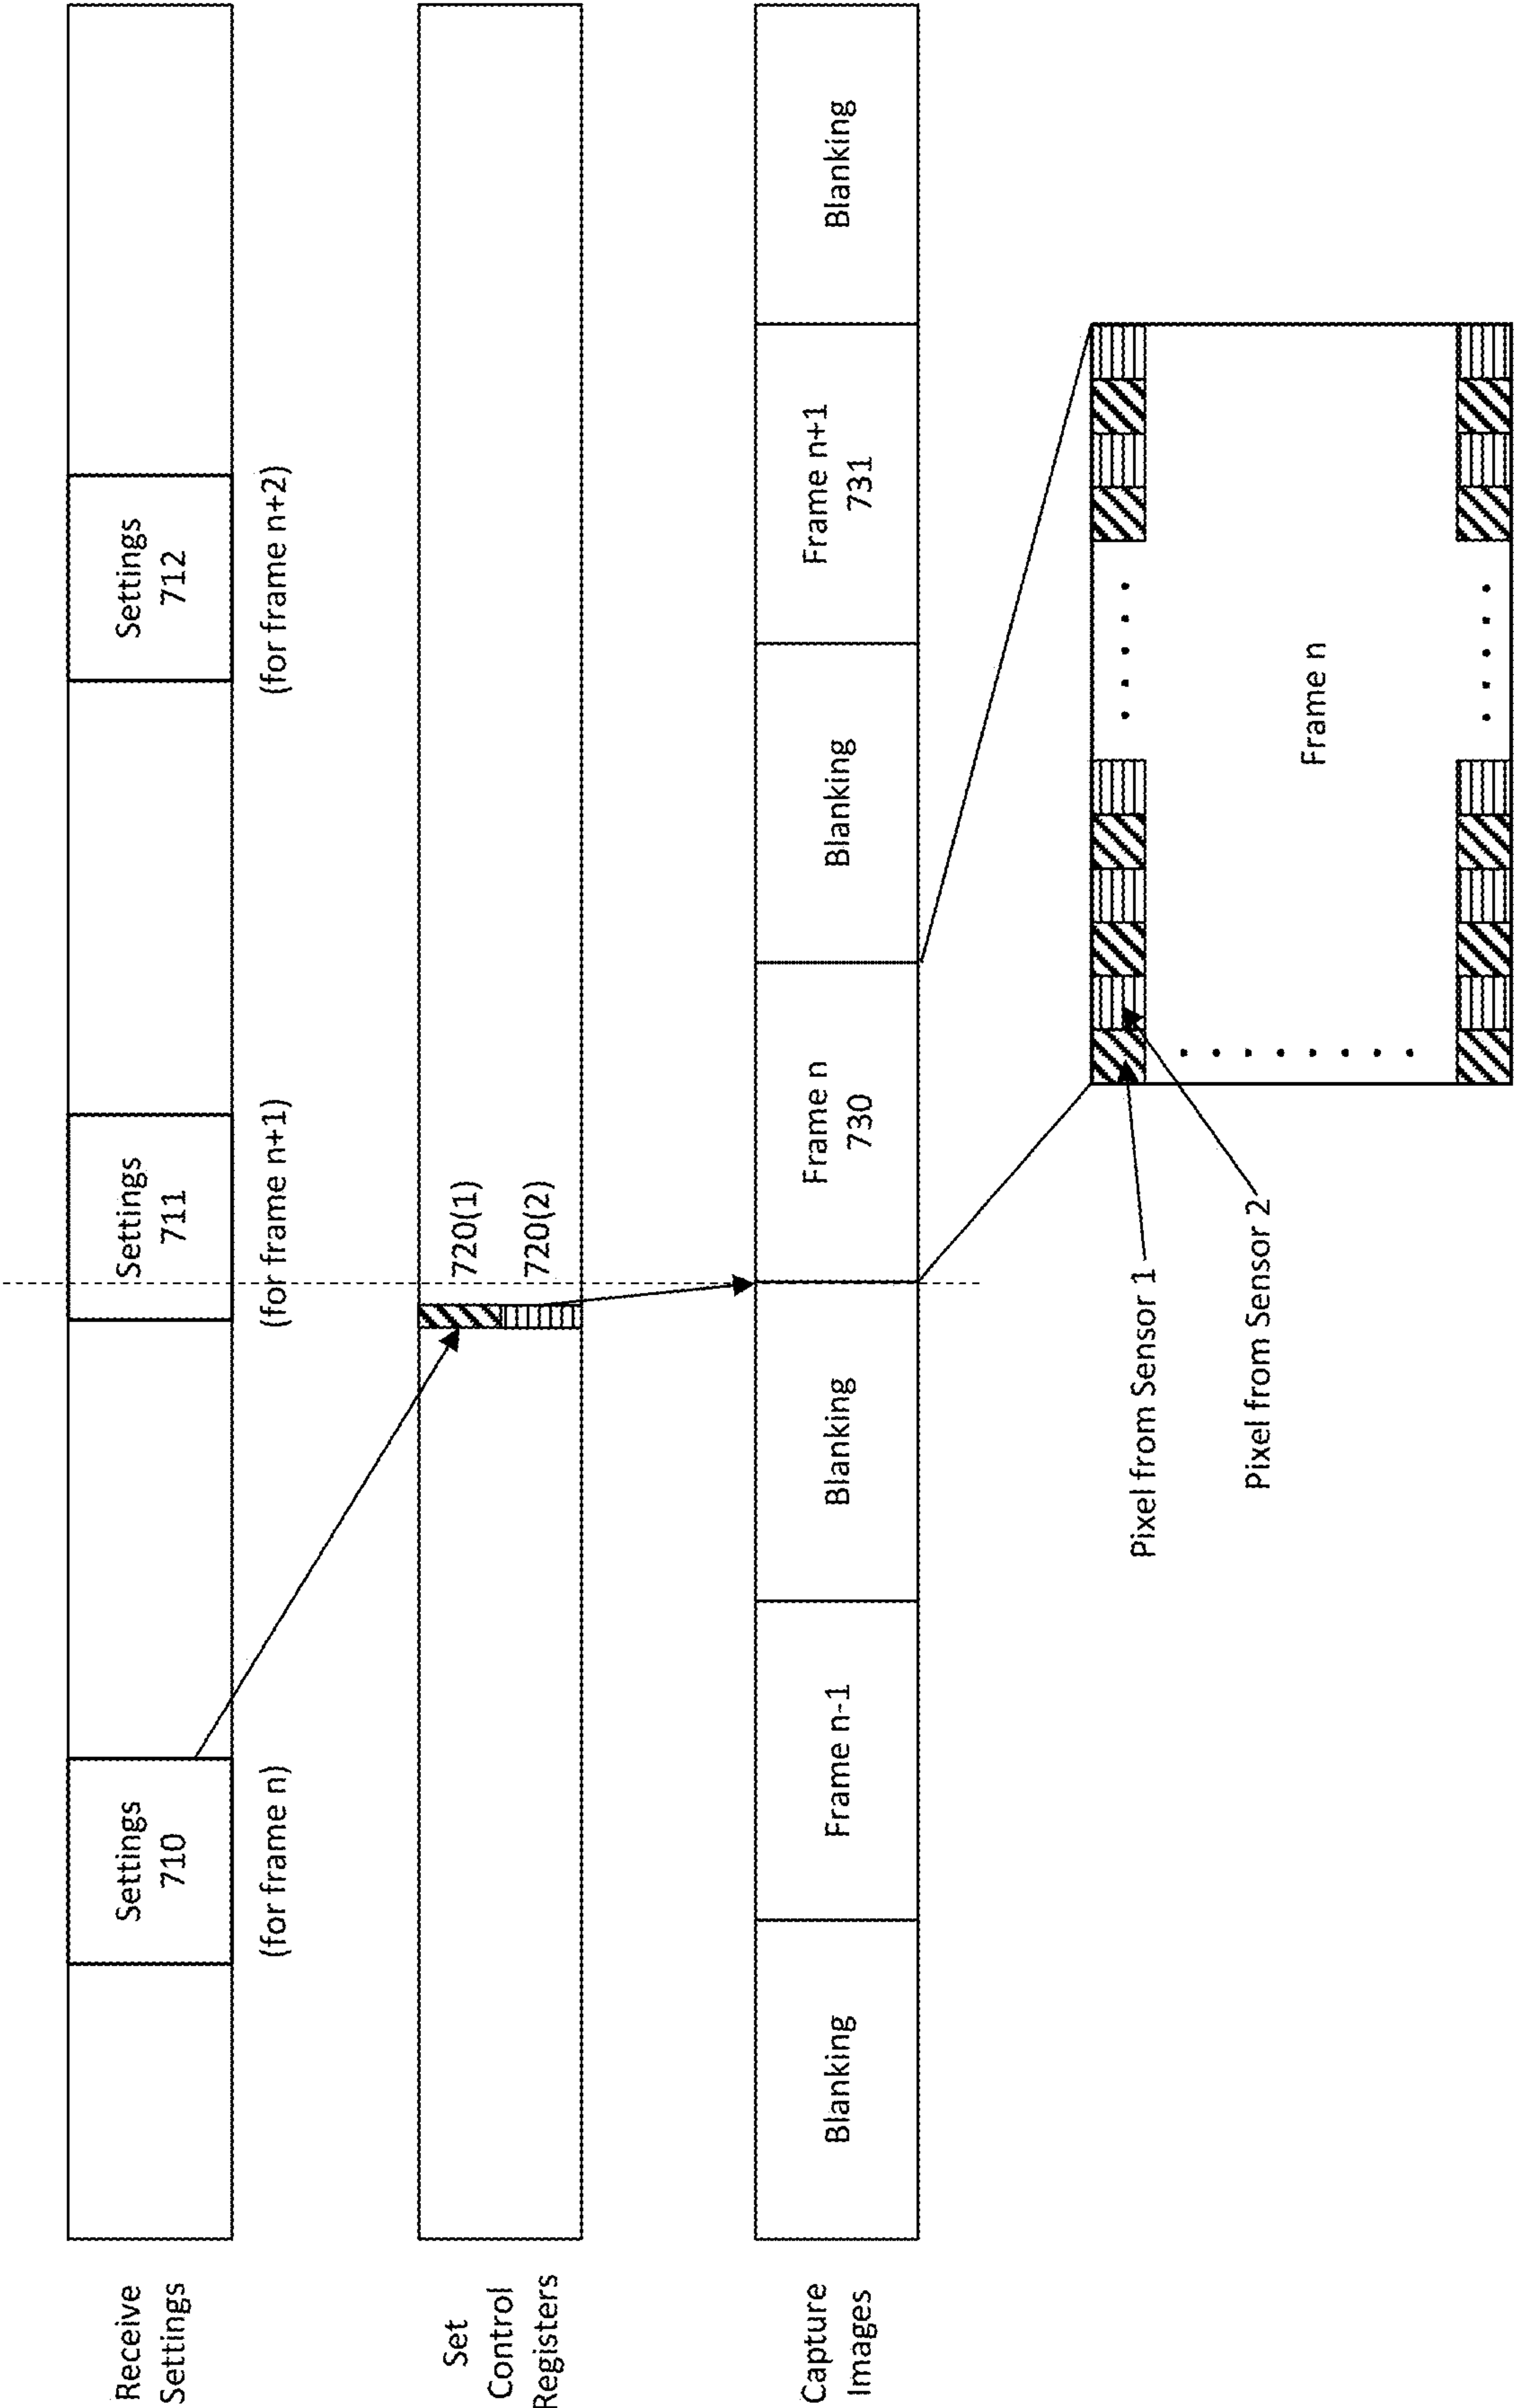 Receive
Settings
Settings
710
(for frame n)
Settings
711
(for frame n+1)
Settings
712
(for frame n+2)
Set
Control
Registers
720(1)
720(2)
Capture
Images
Blanking
Frame n-1
Blanking
Frame n
730
Blanking
Frame n+1
731
Blanking
Pixel from Sensor 1
Pixel from Sensor 2
Frame n